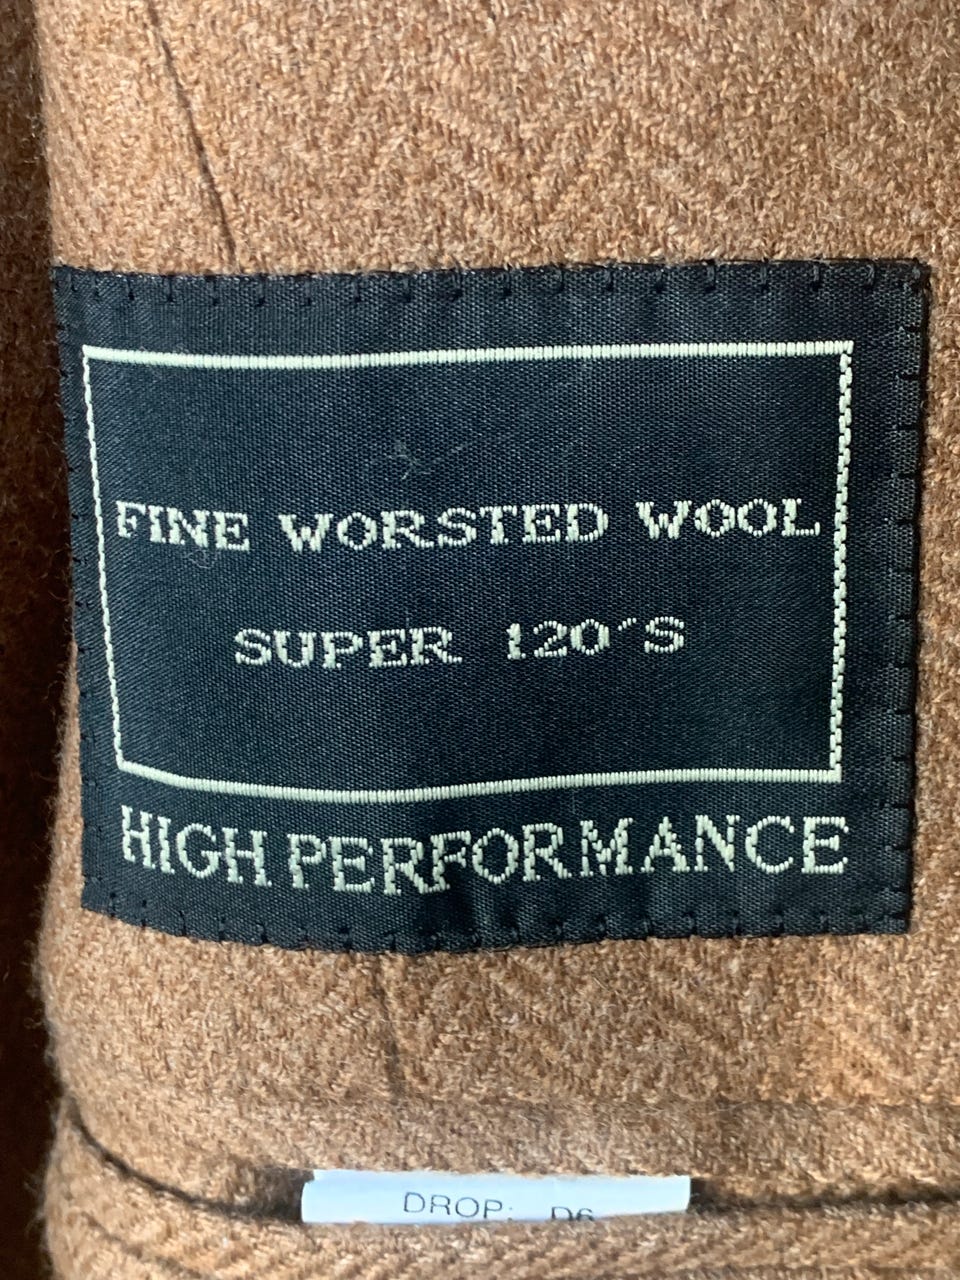 FINE WORSTED WOOL
SUPER 120´S
HIGH PERFORMANCE
DROP: D6